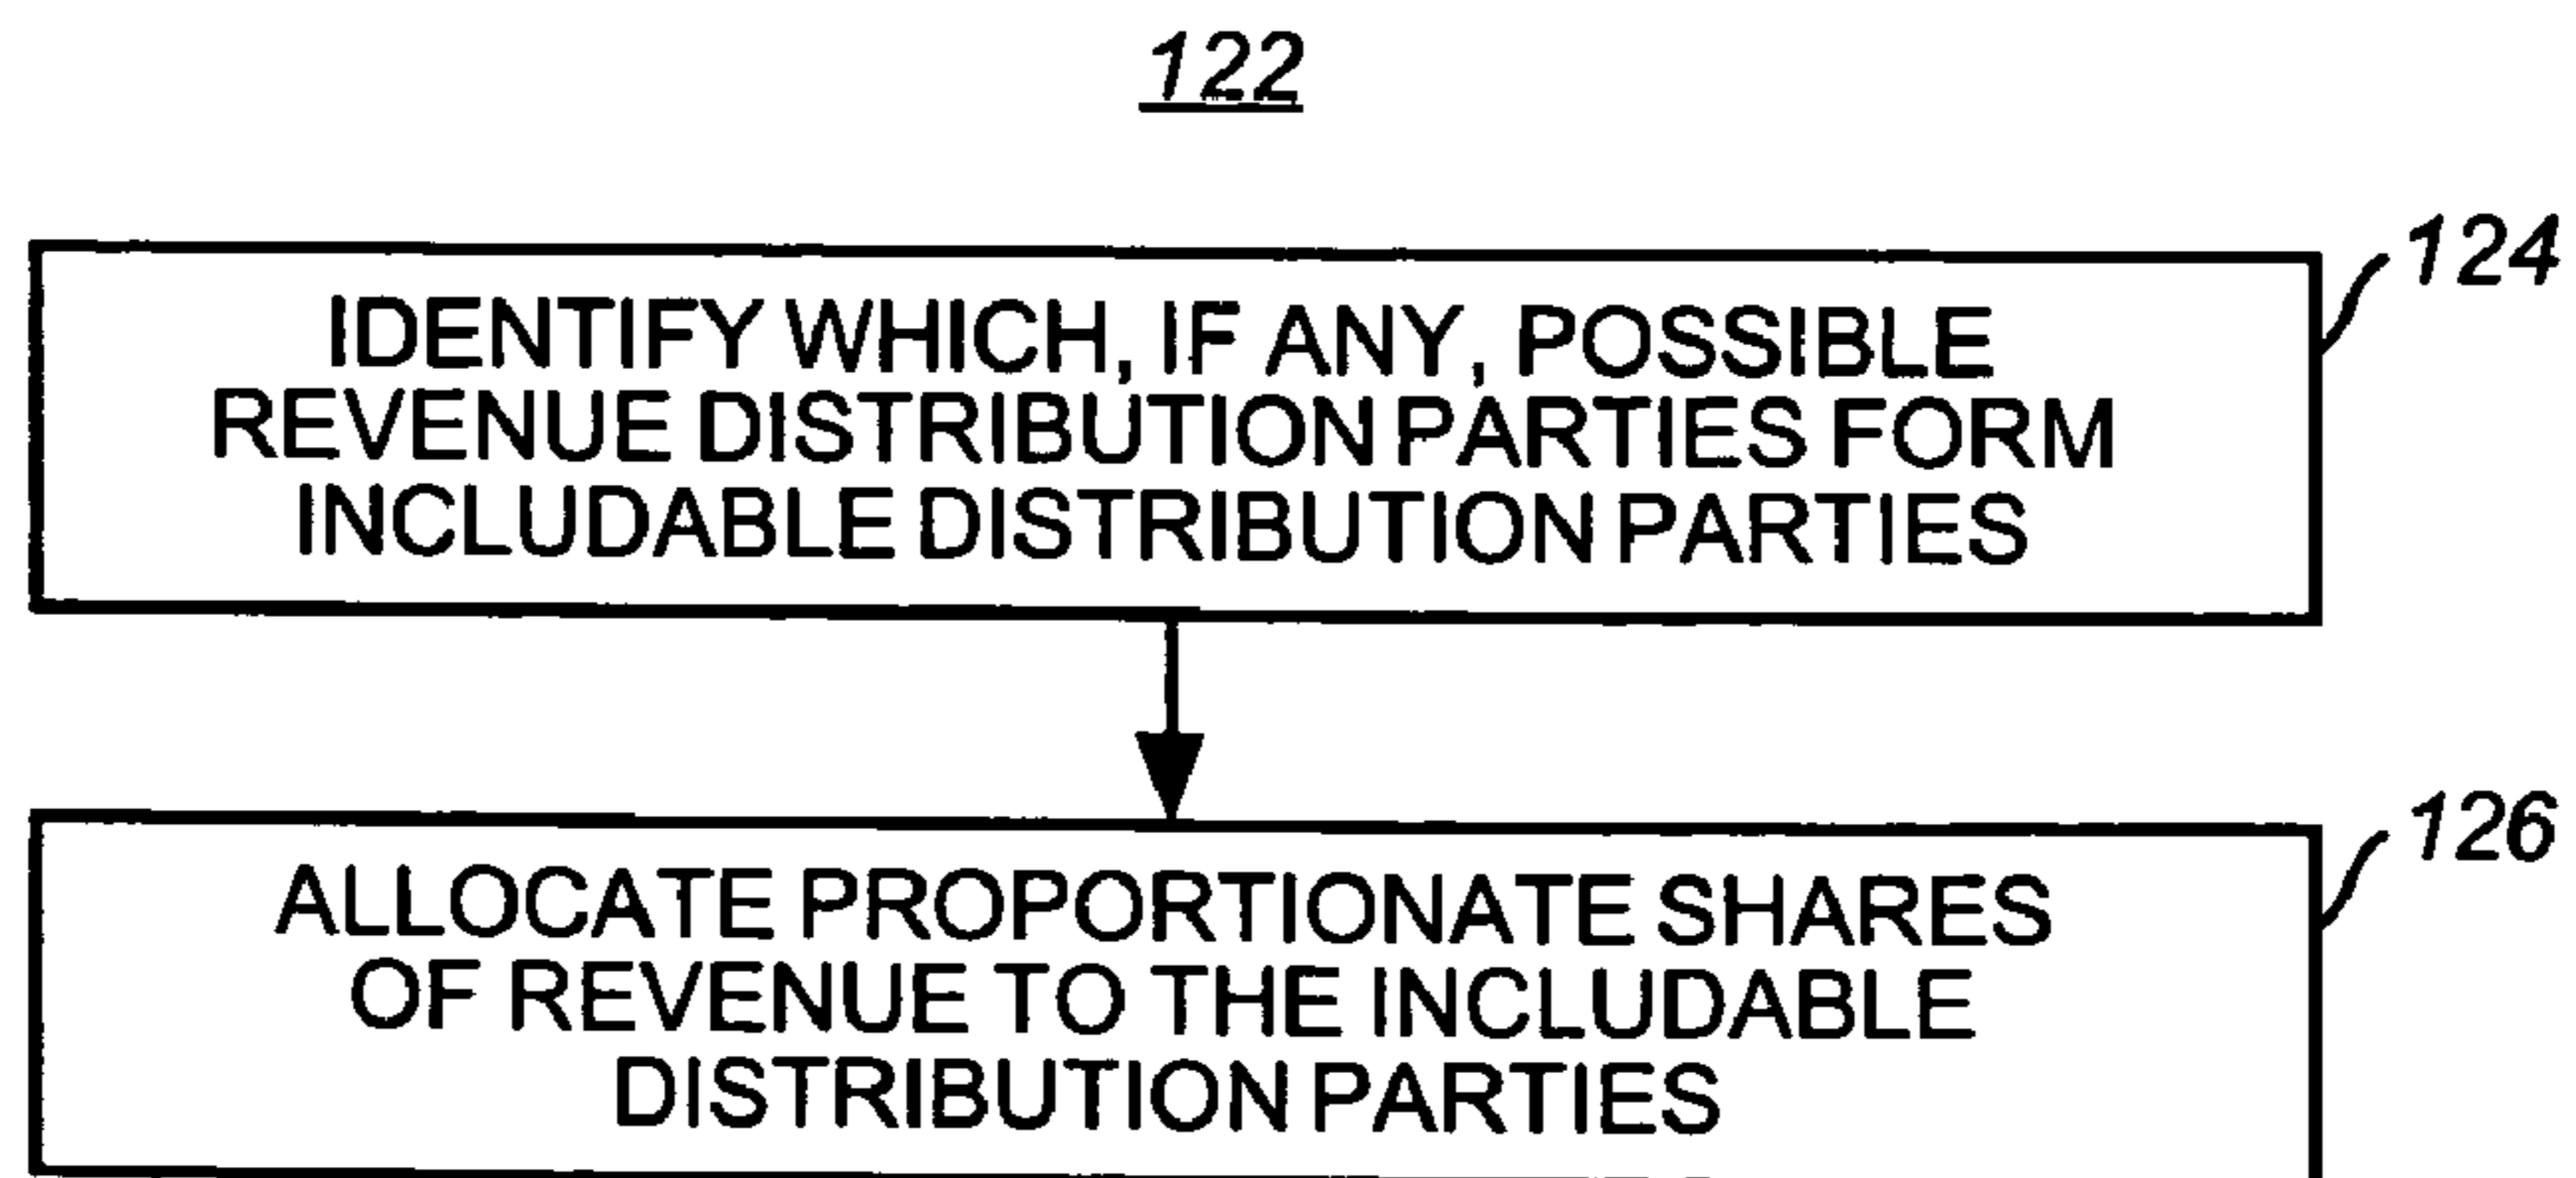 122
124
IDENTIFY WHICH, IF ANY, POSSIBLE
REVENUE DISTRIBUTION PARTIES FORM
INCLUDABLE DISTRIBUTION PARTIES
126
ALLOCATE PROPORTIONATE SHARES
OF REVENUE TO THE INCLUDABLE
DISTRIBUTION PARTIES